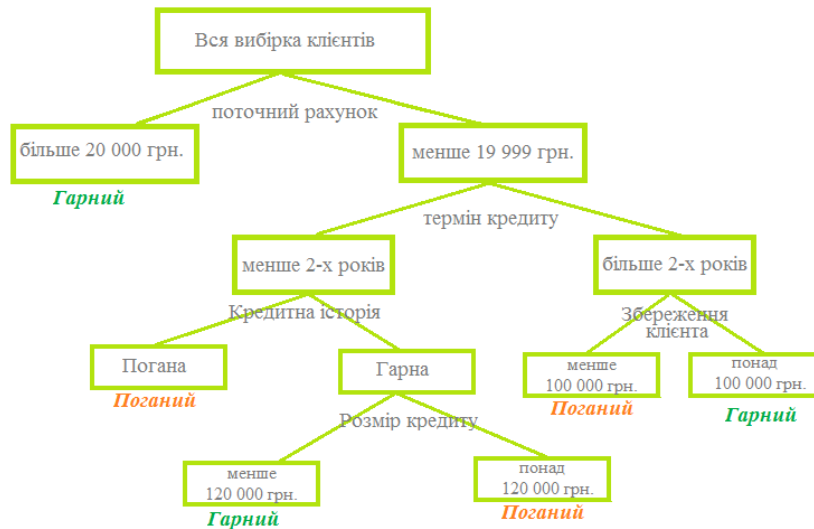 Вся вибірка клієнтів
поточний рахунок
більше 20 000 грн.
менше 19 999 грн.
Гарний
термін кредиту
менше 2-х років
більше 2-х років
Кредитна історія
Збереження
клієнта
Погана
Гарна
менше
100 000 грн.
понад
100 000 грн.
Поганий
Поганий
Гарний
Розмір кредиту
менше
120 000 грн.
понад
120 000 грн.
Гарний
Поганий